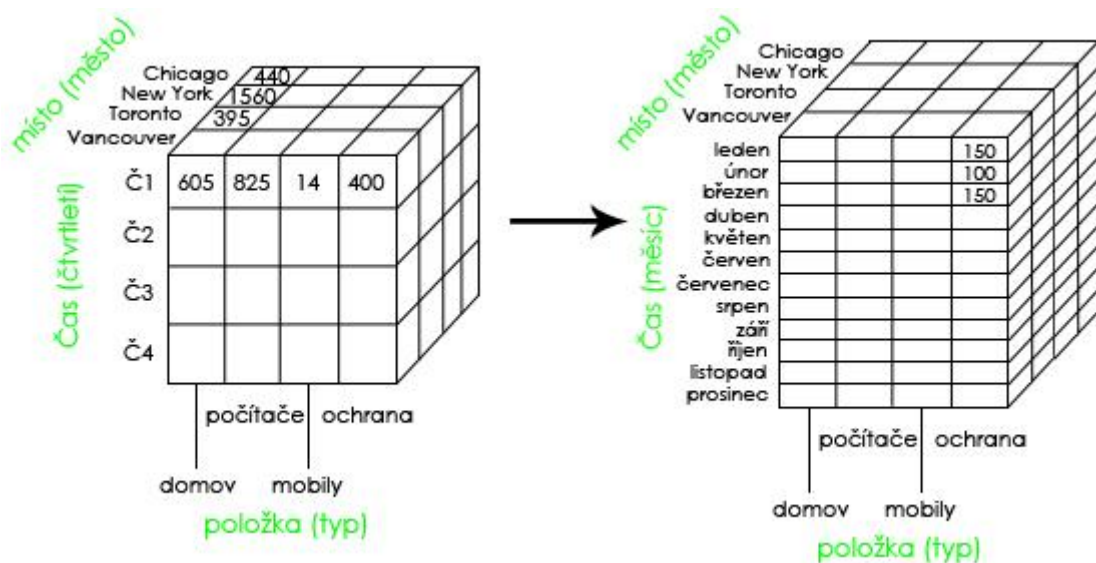 místo (město)
Chicago
New York
Toronto
Vancouver
440
1560
395
Čas (čtvrtletí)
Č1
605 825 14 400
Č2
Č3
Č4
počítače ochrana
domov mobily
položka (typ)
místo (město)
Chicago
New York
Toronto
Vancouver
Čas (měsíc)
leden 150
únor 100
březen 150
duben
květen
červen
červenec
srpen
září
říjen
listopad
prosinec
počítače ochrana
domov mobily
položka (typ)